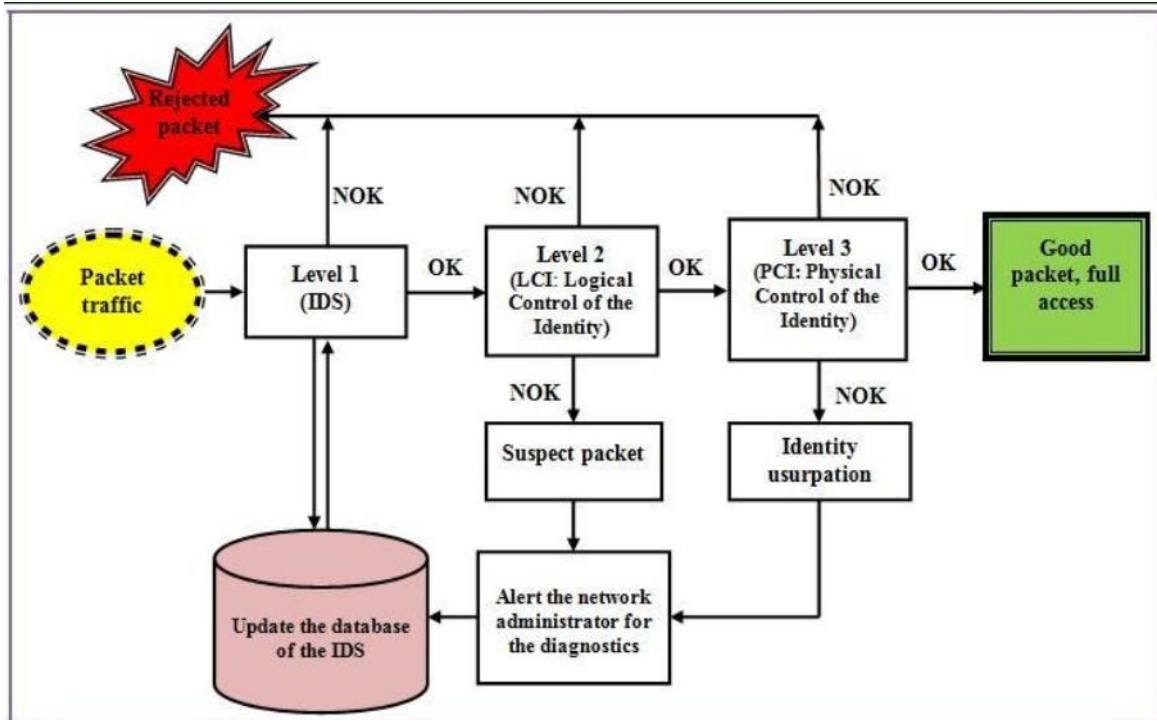 Rejected
packet
NOK
NOK
NOK
Packet
traffic
Level 1
(IDS)
OK
Level 2
(LCI: Logical
Control of the
Identity)
OK
Level 3
(PCI: Physical
Control of the
Identity)
OK
Good
packet, full
access
NOK
NOK
Suspect packet
Identity
usurpation
Update the database
of the IDS
Alert the network
administrator for
the diagnostics